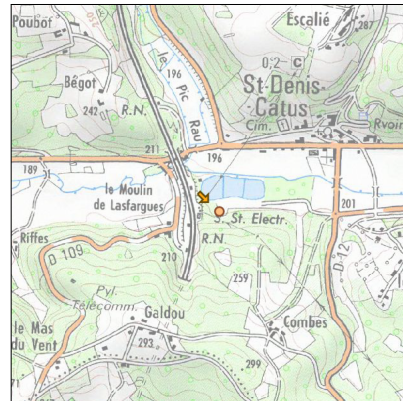 Poubot
Escalié
287
le
Pic
Rau
196
0,2 C
Bégot
242
R.N.
St-Denis-
Catus
Cim.
Rvoir
211
196
189
le Moulin
de Lasfargues
201
St. Electr.
Riffes
R.N.
D 109
210
D 12
259
Pyl.
Télécomm.
Galdou
Combes
le Mas
du Vent
293
299
71